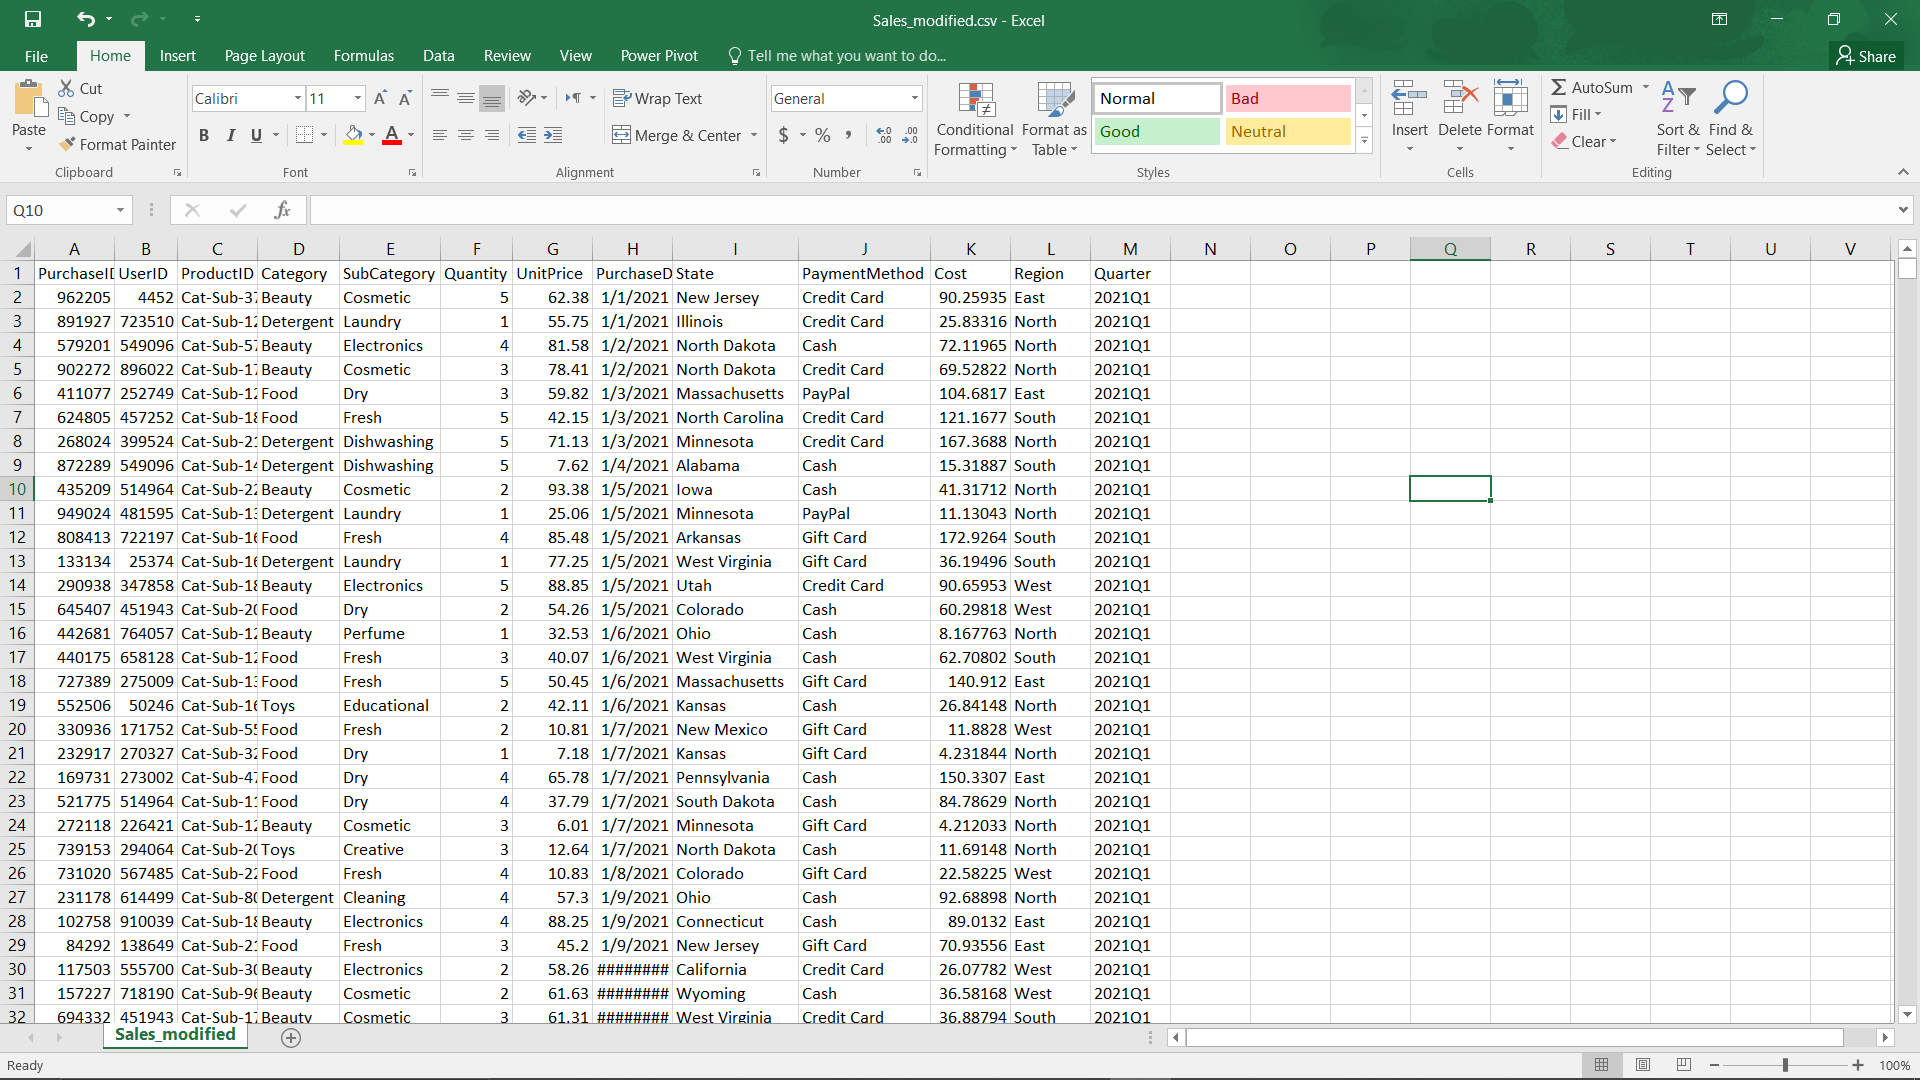 Sales_modified.csv - Excel
File Home Insert Page Layout Formulas Data Review View Power Pivot Tell me what you want to do... Share
Paste Cut Copy Format Painter Clipboard
Calibri 11 B I U A A A Font
Wrap Text Merge & Center Alignment
General $ % , Number
Conditional Formatting Format as Table Normal Bad Good Neutral Styles
Insert Delete Format Cells
AutoSum Fill Clear Sort & Filter Find & Select Editing
Q10 fx
A B C D E F G H I J K L M N O P Q R S T U V
1 PurchaseID UserID ProductID Category SubCategory Quantity UnitPrice PurchaseD State PaymentMethod Cost Region Quarter
2 962205 4452 Cat-Sub-37 Beauty Cosmetic 5 62.38 1/1/2021 New Jersey Credit Card 90.25935 East 2021Q1
3 891927 723510 Cat-Sub-12 Detergent Laundry 1 55.75 1/1/2021 Illinois Credit Card 25.83316 North 2021Q1
4 579201 549096 Cat-Sub-57 Beauty Electronics 4 81.58 1/2/2021 North Dakota Cash 72.11965 North 2021Q1
5 902272 896022 Cat-Sub-17 Beauty Cosmetic 3 78.41 1/2/2021 North Dakota Credit Card 69.52822 North 2021Q1
6 411077 252749 Cat-Sub-12 Food Dry 3 59.82 1/3/2021 Massachusetts PayPal 104.6817 East 2021Q1
7 624805 457252 Cat-Sub-18 Food Fresh 5 42.15 1/3/2021 North Carolina Credit Card 121.1677 South 2021Q1
8 268024 399524 Cat-Sub-21 Detergent Dishwashing 5 71.13 1/3/2021 Minnesota Credit Card 167.3688 North 2021Q1
9 872289 549096 Cat-Sub-14 Detergent Dishwashing 5 7.62 1/4/2021 Alabama Cash 15.31887 South 2021Q1
10 435209 514964 Cat-Sub-22 Beauty Cosmetic 2 93.38 1/5/2021 Iowa Cash 41.31712 North 2021Q1
11 949024 481595 Cat-Sub-13 Detergent Laundry 1 25.06 1/5/2021 Minnesota PayPal 11.13043 North 2021Q1
12 808413 722197 Cat-Sub-16 Food Fresh 4 85.48 1/5/2021 Arkansas Gift Card 172.9264 South 2021Q1
13 133134 25374 Cat-Sub-16 Detergent Laundry 1 77.25 1/5/2021 West Virginia Gift Card 36.19496 South 2021Q1
14 290938 347858 Cat-Sub-18 Beauty Electronics 5 88.85 1/5/2021 Utah Credit Card 90.65953 West 2021Q1
15 645407 451943 Cat-Sub-20 Food Dry 2 54.26 1/5/2021 Colorado Cash 60.29818 West 2021Q1
16 442681 764057 Cat-Sub-12 Beauty Perfume 1 32.53 1/6/2021 Ohio Cash 8.167763 North 2021Q1
17 440175 658128 Cat-Sub-12 Food Fresh 3 40.07 1/6/2021 West Virginia Cash 62.70802 South 2021Q1
18 727389 275009 Cat-Sub-13 Food Fresh 5 50.45 1/6/2021 Massachusetts Gift Card 140.912 East 2021Q1
19 552506 50246 Cat-Sub-16 Toys Educational 2 42.11 1/6/2021 Kansas Cash 26.84148 North 2021Q1
20 330936 171752 Cat-Sub-55 Food Fresh 2 10.81 1/7/2021 New Mexico Gift Card 11.8828 West 2021Q1
21 232917 270327 Cat-Sub-32 Food Dry 1 7.18 1/7/2021 Kansas Gift Card 4.231844 North 2021Q1
22 169731 273002 Cat-Sub-47 Food Dry 4 65.78 1/7/2021 Pennsylvania Cash 150.3307 East 2021Q1
23 521775 514964 Cat-Sub-11 Food Dry 4 37.79 1/7/2021 South Dakota Cash 84.78629 North 2021Q1
24 272118 226421 Cat-Sub-12 Beauty Cosmetic 3 6.01 1/7/2021 Minnesota Gift Card 4.212033 North 2021Q1
25 739153 294064 Cat-Sub-20 Toys Creative 3 12.64 1/7/2021 North Dakota Cash 11.69148 North 2021Q1
26 731020 567485 Cat-Sub-22 Food Fresh 4 10.83 1/8/2021 Colorado Gift Card 22.58225 West 2021Q1
27 231178 614499 Cat-Sub-80 Detergent Cleaning 4 57.3 1/9/2021 Ohio Cash 92.68898 North 2021Q1
28 102758 910039 Cat-Sub-18 Beauty Electronics 4 88.25 1/9/2021 Connecticut Cash 89.0132 East 2021Q1
29 84292 138649 Cat-Sub-21 Food Fresh 3 45.2 1/9/2021 New Jersey Gift Card 70.93556 East 2021Q1
30 117503 555700 Cat-Sub-30 Beauty Electronics 2 58.26 ######## California Credit Card 26.07782 West 2021Q1
31 157227 718190 Cat-Sub-96 Beauty Cosmetic 2 61.63 ######## Wyoming Cash 36.58168 West 2021Q1
32 694332 451943 Cat-Sub-17 Beauty Cosmetic 3 61.31 ######## West Virginia Credit Card 36.88794 South 2021Q1
Sales_modified
Ready 100%